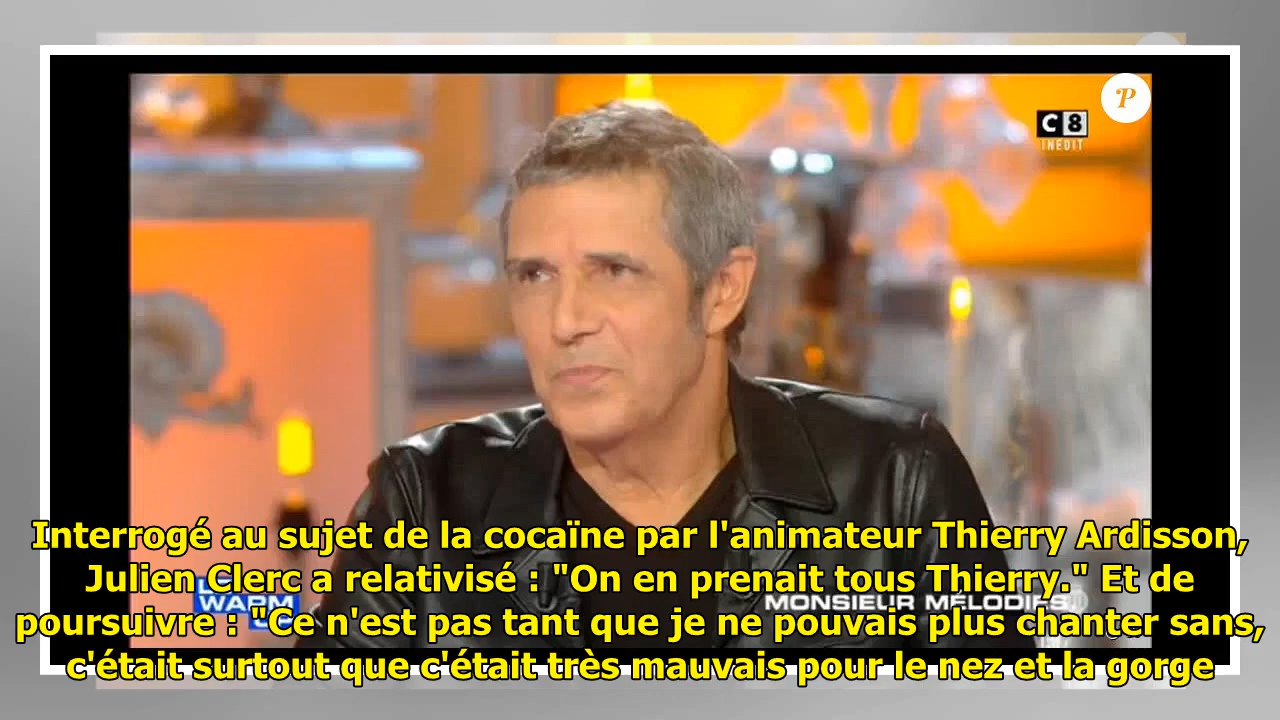 P
C8
INÉDIT
Interrogé au sujet de la cocaïne par l'animateur Thierry Ardisson,
Julien Clerc a relativisé : "On en prenait tous Thierry." Et de
WARM
MONSIEUR MÉLODIES
poursuivre : "Ce n'est pas tant que je ne pouvais plus chanter sans,
c'était surtout que c'était très mauvais pour le nez et la gorge